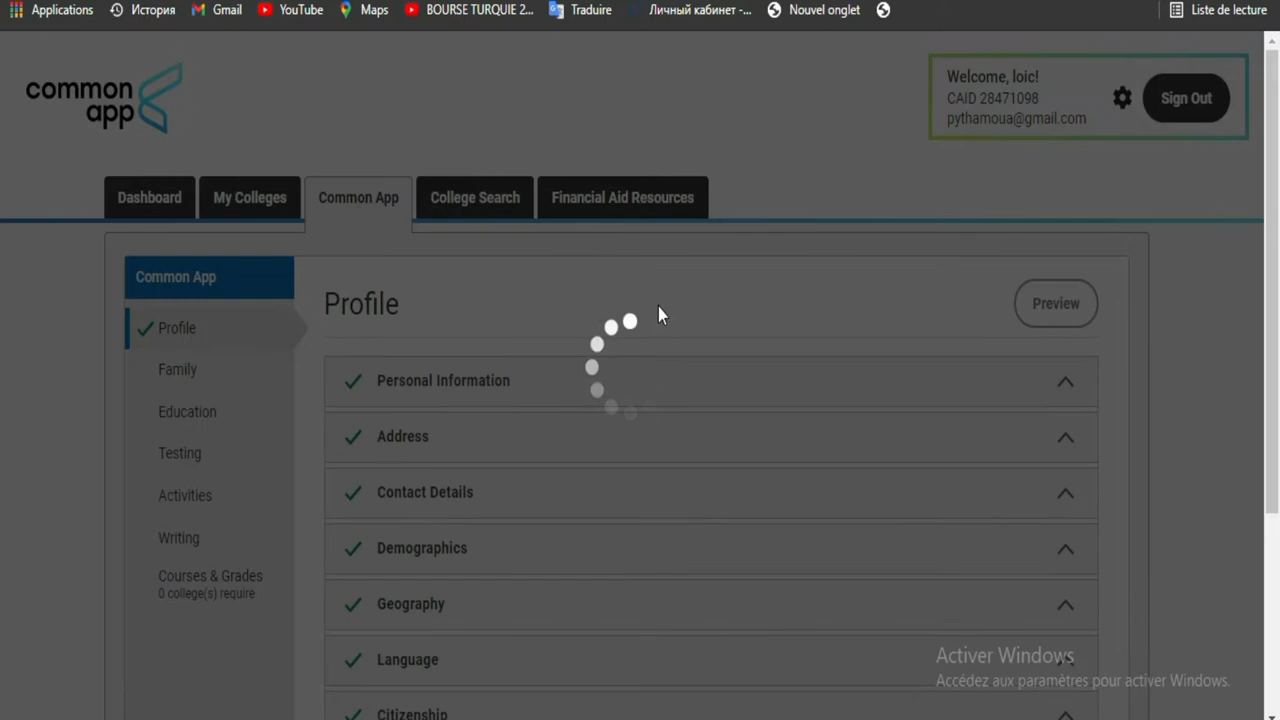 Applications
История
Gmail
YouTube
Maps
BOURSE TURQUIE 2...
Traduire
Личный кабинет -...
Nouvel onglet
Liste de lecture
common
app
Welcome, loic!
CAID 28471098
pythamoua@gmail.com
Sign Out
Dashboard
My Colleges
Common App
College Search
Financial Aid Resources
Common App
Profile
Family
Education
Testing
Activities
Writing
Courses & Grades
0 college(s) require
Profile
Preview
Personal Information
Address
Contact Details
Demographics
Geography
Language
Citizenship
Activer Windows
Accédez aux paramètres pour activer Windows.